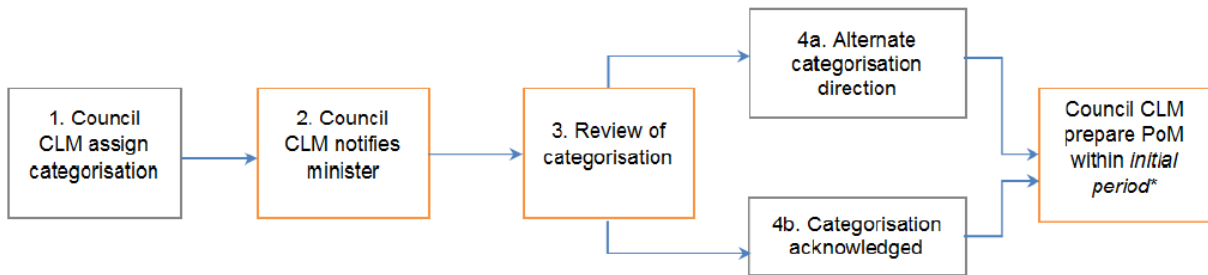 1. Council
CLM assign
categorisation
2. Council
CLM notifies
minister
3. Review of
categorisation
4a. Alternate
categorisation
direction
4b. Categorisation
acknowledged
Council CLM
prepare PoM
within initial
period*